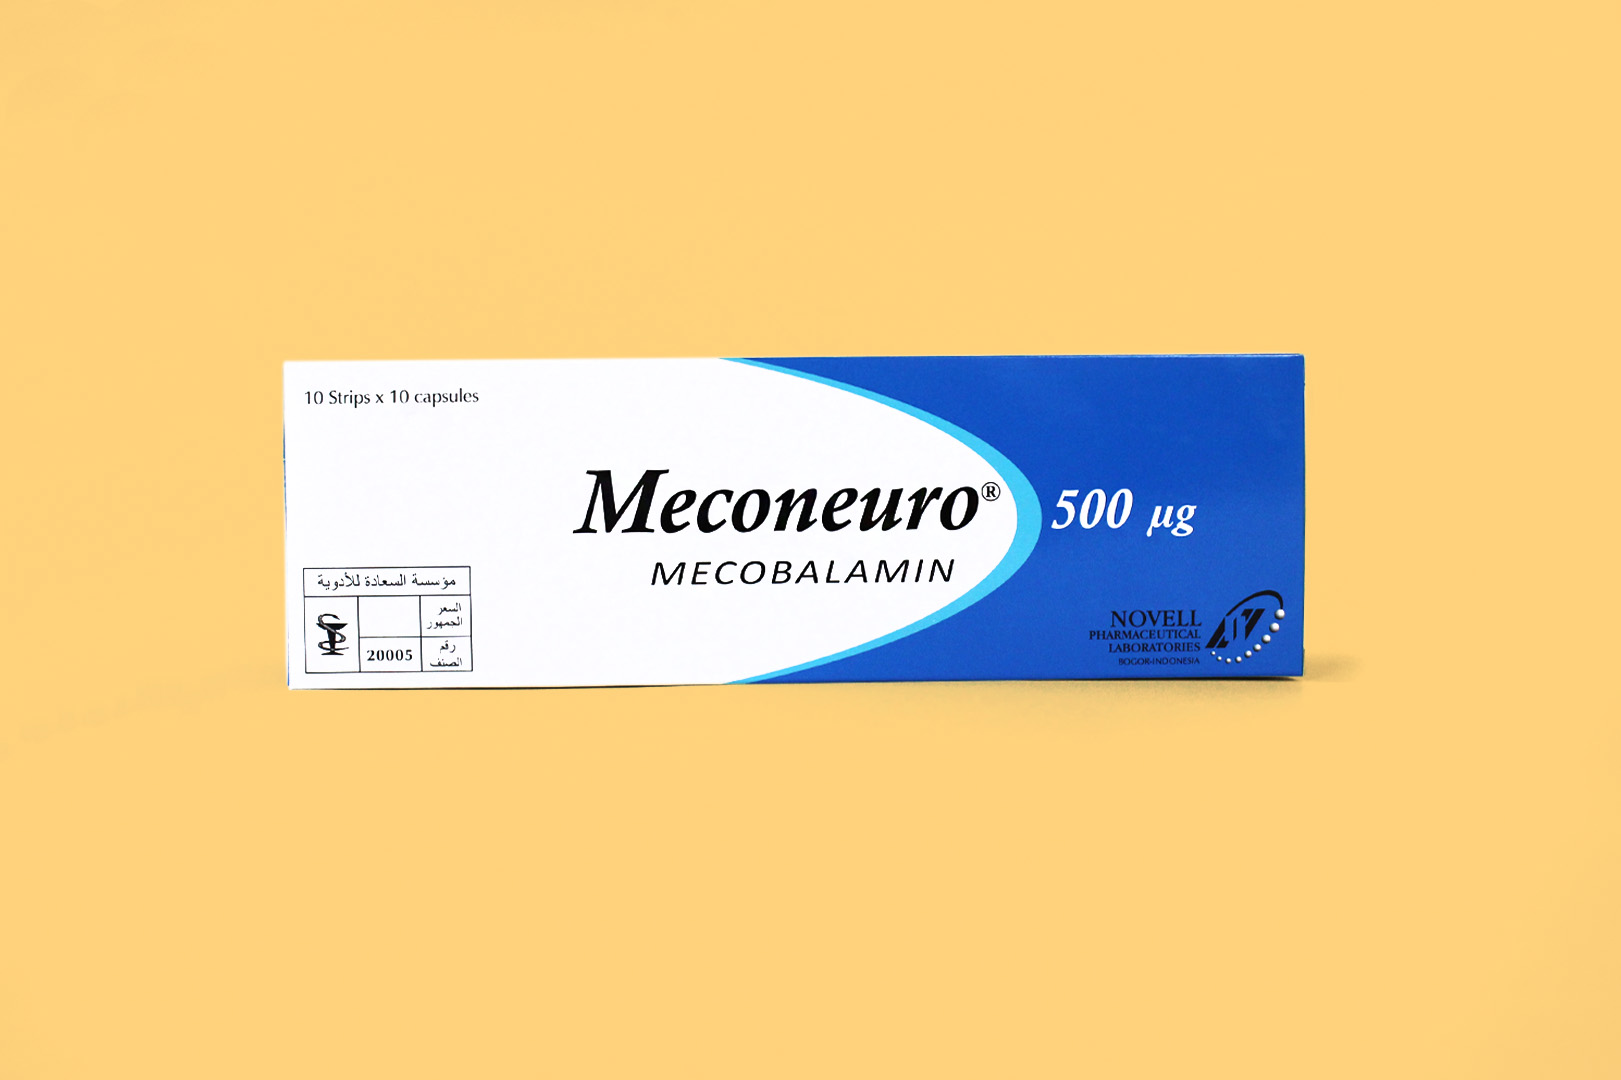 10 Strips x 10 capsules
Meconeuro®
MECOBALAMIN
500 µg
مؤسسة السعادة للأدوية
السعر
الجمهور
رقم
الصنف
20005
NOVELL
PHARMACEUTICAL
LABORATORIES
BOGOR-INDONESIA